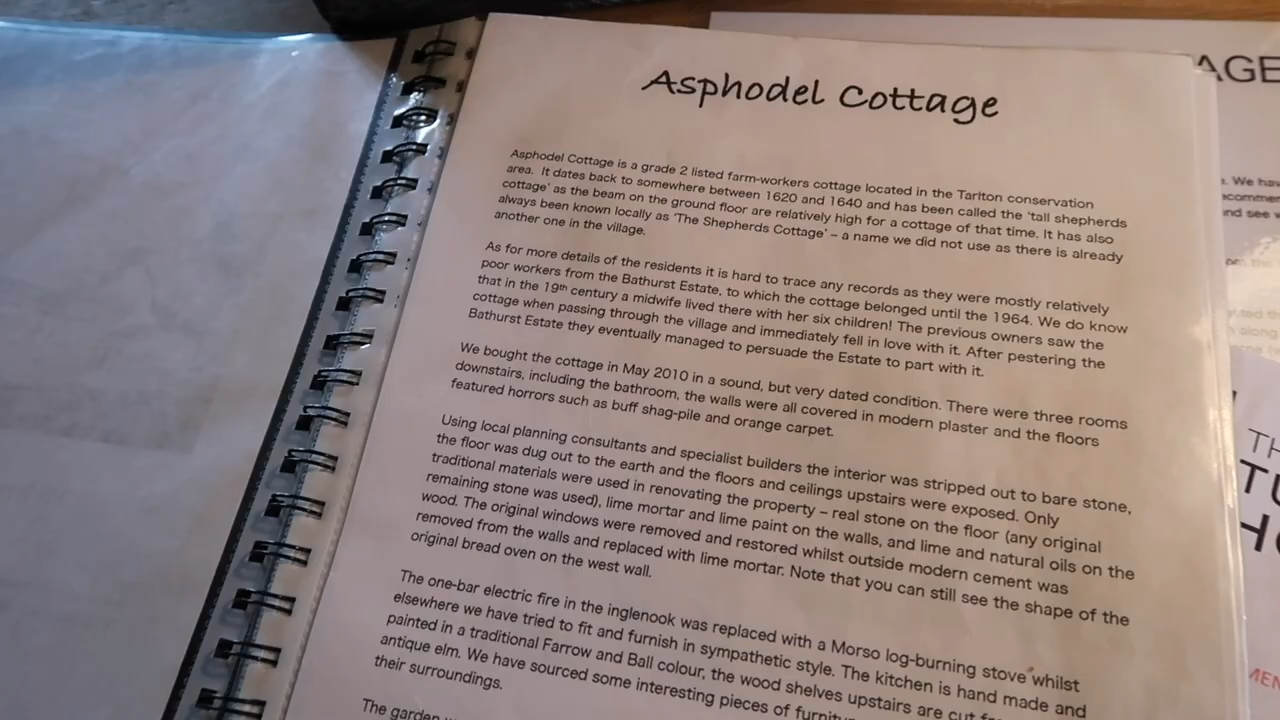 Asphodel Cottage
Asphodel Cottage is a grade 2 listed farm-workers cottage located in the Tarlton conservation
area. It dates back to somewhere between 1620 and 1640 and has been called the 'tall shepherds
cottage' as the beam on the ground floor are relatively high for a cottage of that time. It has also
always been known locally as 'The Shepherds Cottage' – a name we did not use as there is already
another one in the village.
As for more details of the residents it is hard to trace any records as they were mostly relatively
poor workers from the Bathurst Estate, to which the cottage belonged until the 1964. We do know
that in the 19th century a midwife lived there with her six children! The previous owners saw the
cottage when passing through the village and immediately fell in love with it. After pestering the
Bathurst Estate they eventually managed to persuade the Estate to part with it.
We bought the cottage in May 2010 in a sound, but very dated condition. There were three rooms
downstairs, including the bathroom, the walls were all covered in modern plaster and the floors
featured horrors such as buff shag-pile and orange carpet.
Using local planning consultants and specialist builders the interior was stripped out to bare stone,
the floor was dug out to the earth and the floors and ceilings upstairs were exposed. Only
traditional materials were used in renovating the property – real stone on the floor (any original
remaining stone was used), lime mortar and lime paint on the walls, and lime and natural oils on the
wood. The original windows were removed and restored whilst outside modern cement was
removed from the walls and replaced with lime mortar. Note that you can still see the shape of the
original bread oven on the west wall.
The one-bar electric fire in the inglenook was replaced with a Morso log-burning stove whilst
elsewhere we have tried to fit and furnish in sympathetic style. The kitchen is hand made and
painted in a traditional Farrow and Ball colour, the wood shelves upstairs are cut
antique elm. We have sourced some interesting pieces of
their surroundings.
The garden
We have
and see